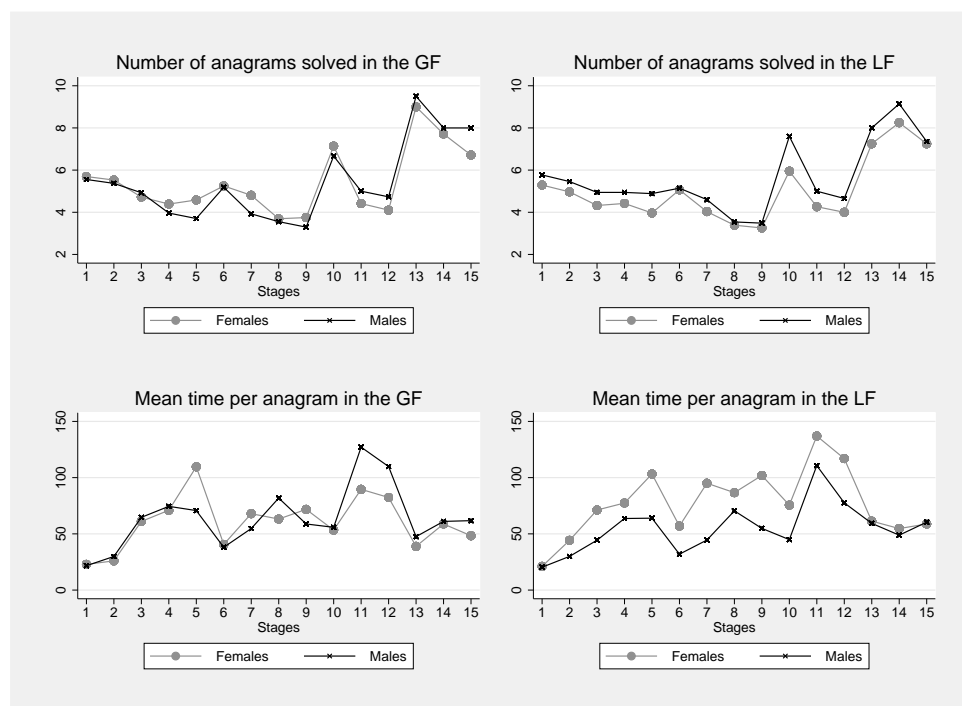 Number of anagrams solved in the GF
10
8
6
4
2
1 2 3 4 5 6 7 8 9 10 11 12 13 14 15
Stages
Females Males
Number of anagrams solved in the LF
10
8
6
4
2
1 2 3 4 5 6 7 8 9 10 11 12 13 14 15
Stages
Females Males
Mean time per anagram in the GF
150
100
50
0
1 2 3 4 5 6 7 8 9 10 11 12 13 14 15
Stages
Females Males
Mean time per anagram in the LF
150
100
50
0
1 2 3 4 5 6 7 8 9 10 11 12 13 14 15
Stages
Females Males